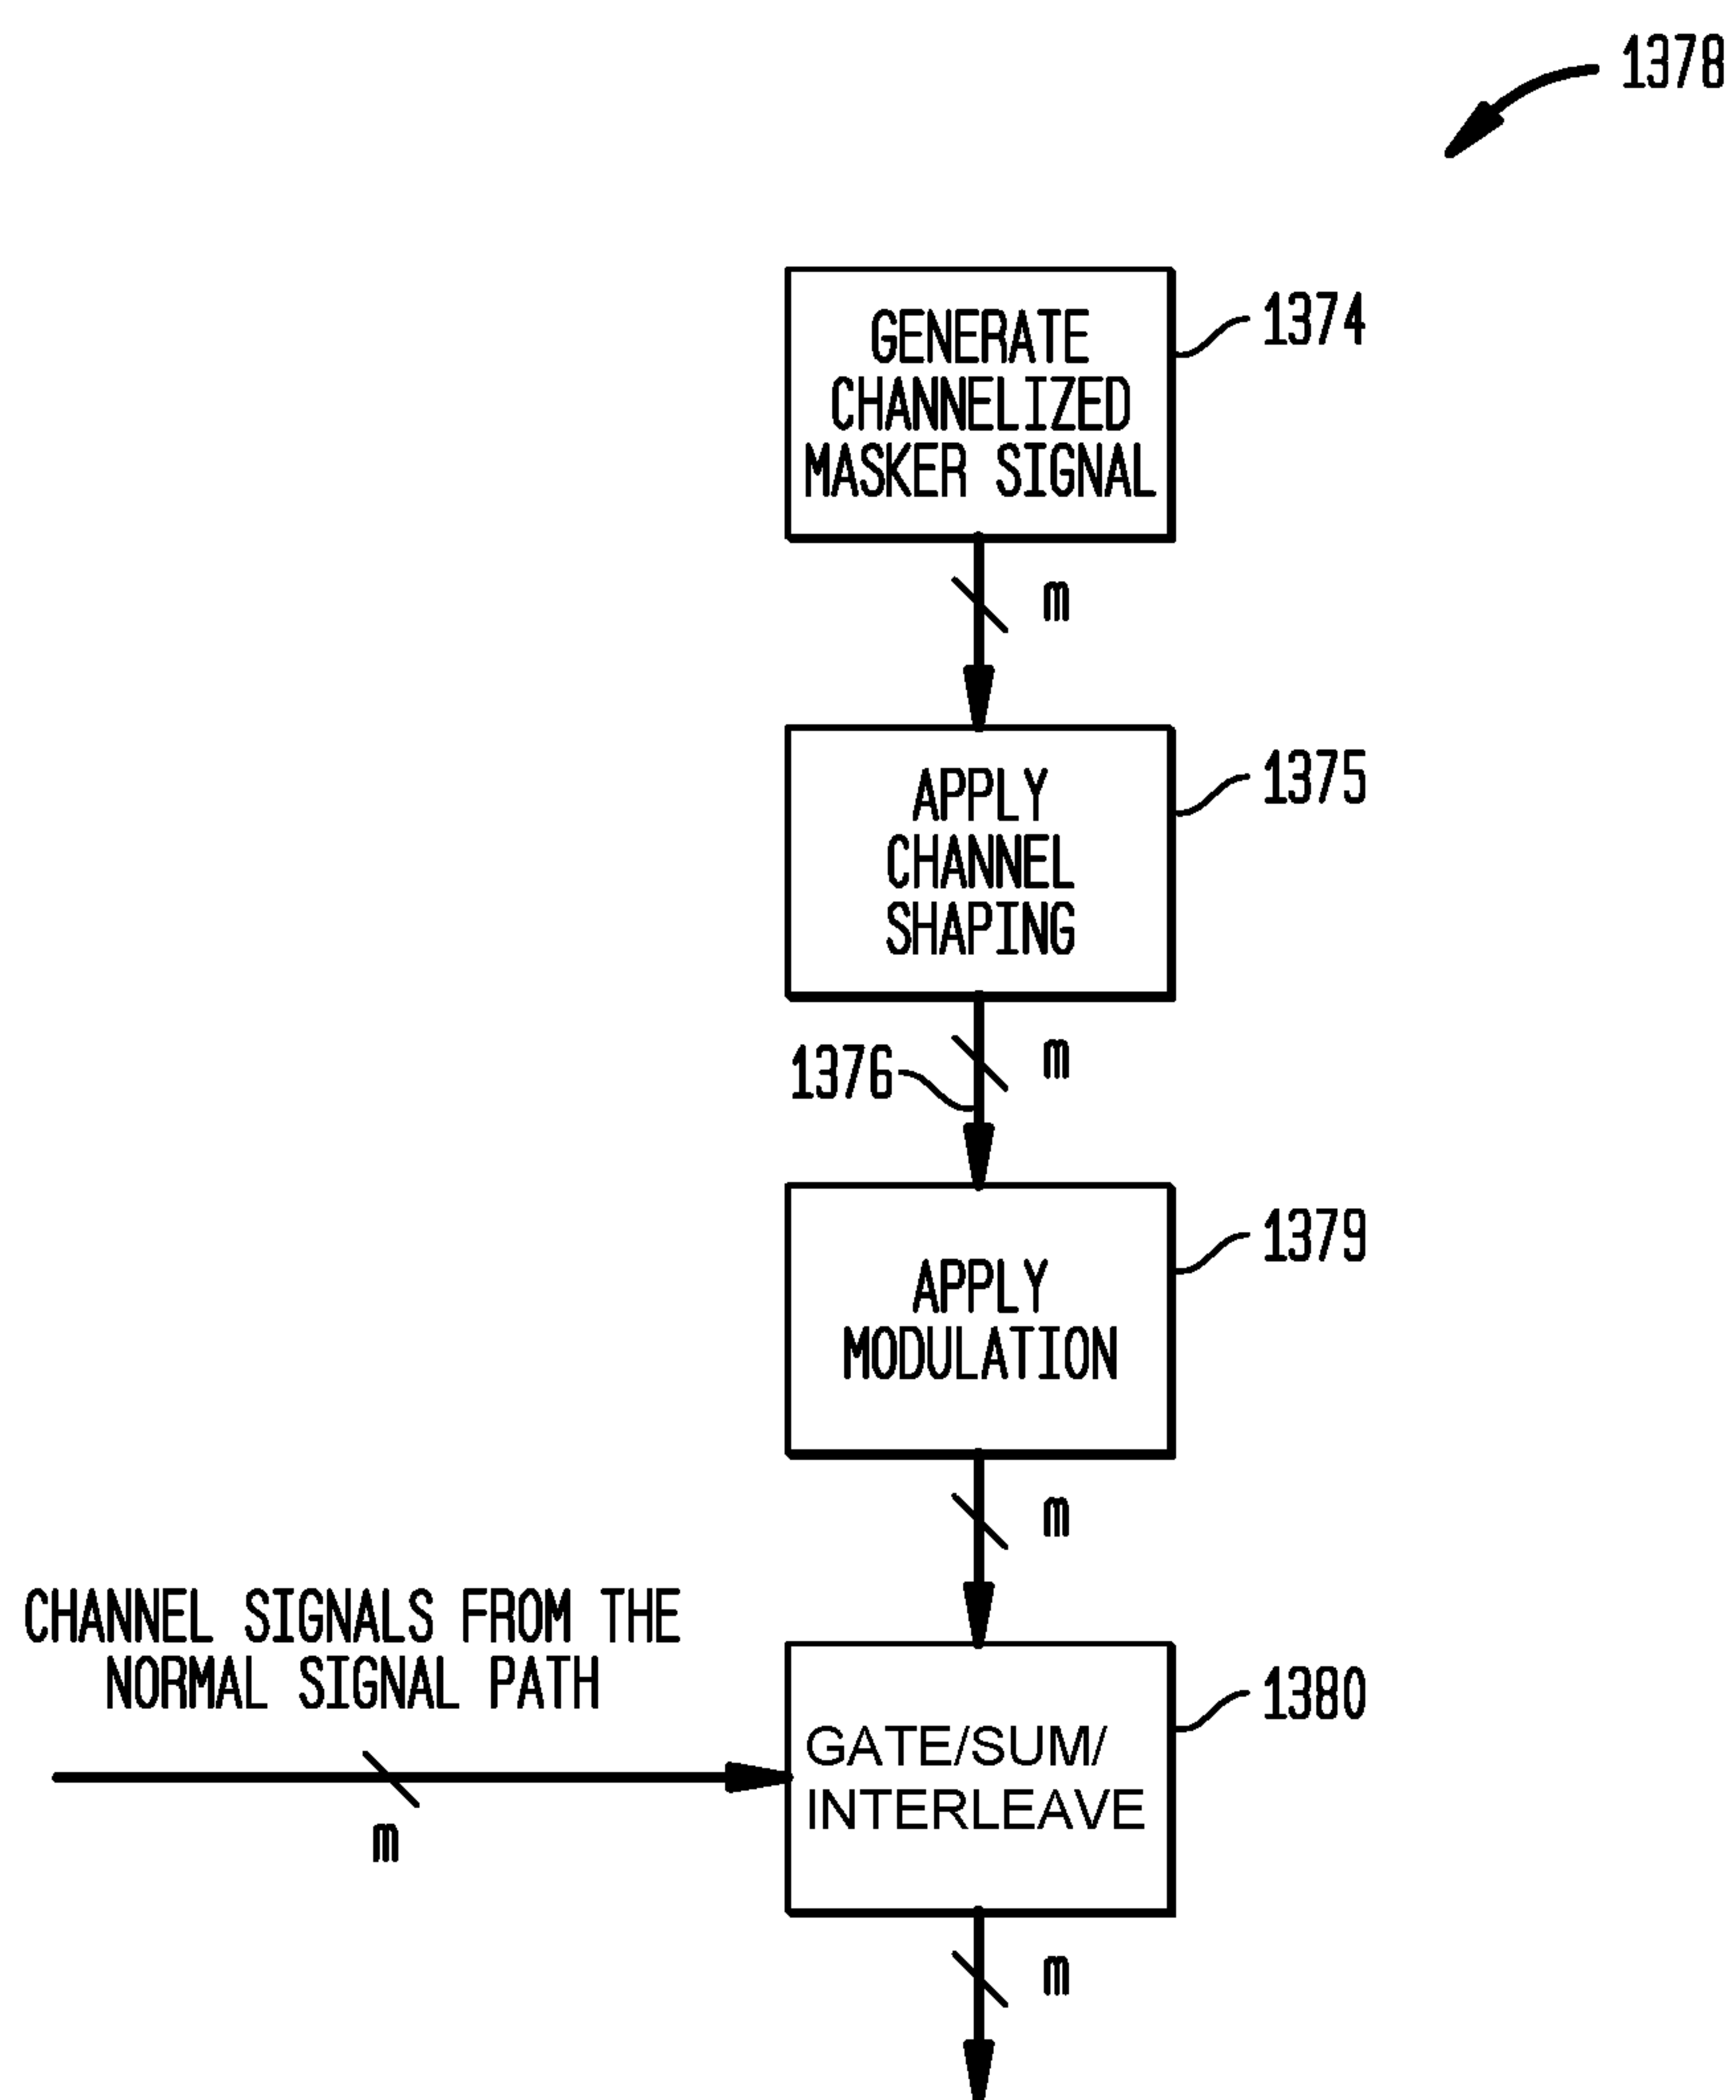 1378
GENERATE
CHANNELIZED
MASKER SIGNAL
1374
m
APPLY
CHANNEL
SHAPING
1375
1376
m
APPLY
MODULATION
1379
m
CHANNEL SIGNALS FROM THE
NORMAL SIGNAL PATH
m
GATE/SUM/
INTERLEAVE
1380
m